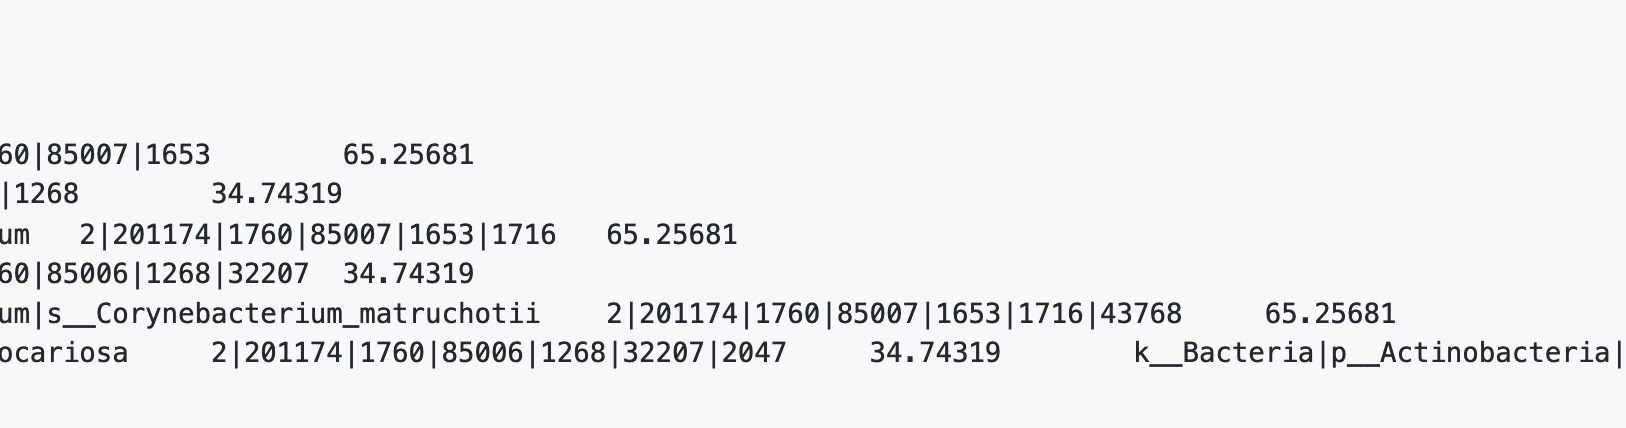 60|85007|1653 65.25681
|1268 34.74319
um 2|201174|1760|85007|1653|1716 65.25681
60|85006|1268|32207 34.74319
um|s__Corynebacterium_matruchotii 2|201174|1760|85007|1653|1716|43768 65.25681
ocariosa 2|201174|1760|85006|1268|32207|2047 34.74319 k__Bacteria|p__Actinobacteria|